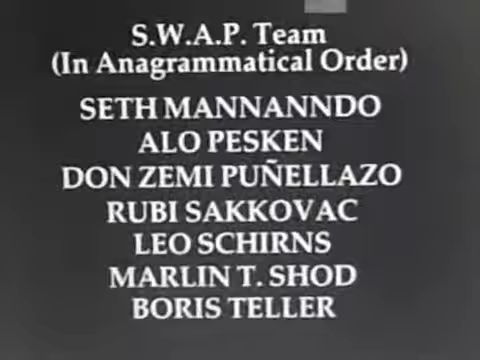 S.W.A.P. Team
(In Anagrammatical Order)
SETH MANNANNDO
ALO PESKEN
DON ZEMI PUÑELLAZO
RUBI SAKKOVAC
LEO SCHIRNS
MARLIN T. SHOD
BORIS TELLER